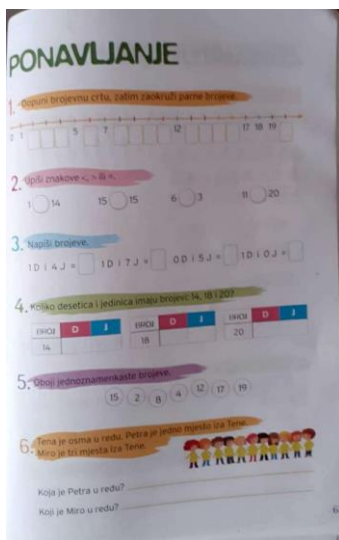 PONAVLJANJE
1. Dopuni brojevnu crtu, zatim zaokruži parne brojeve.
0 1 5 7 12 17 18 19
2. Upiši znakove <, > ili =.
1 14 15 15 6 3 11 20
3. Napiši brojeve.
1 D i 4 J = 1 D i 7 J = 0 D i 5 J = 1 D i 0 J =
4. Koliko desetica i jedinica imaju brojevi: 14, 18 i 20?
BROJ D J BROJ D J BROJ D J
14 18 20
5. Oboji jednoznamenkaste brojeve.
15 2 8 4 12 17 19
6. Tena je osma u redu. Petra je jedno mjesto iza Tene.
Miro je tri mjesta iza Tene.
Koja je Petra u redu?
Koji je Miro u redu?
6